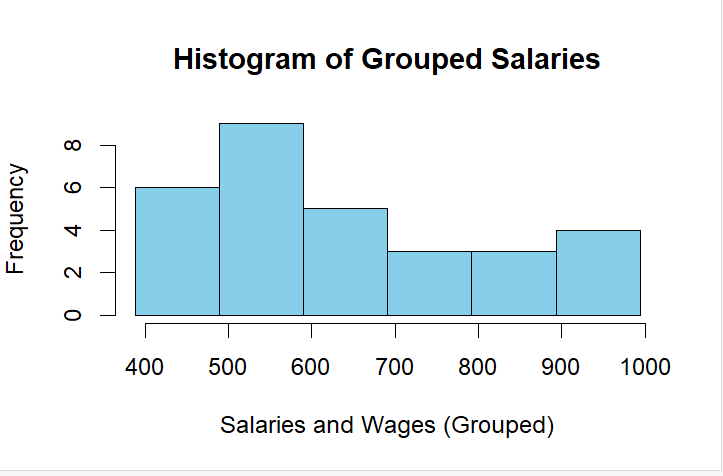 Histogram of Grouped Salaries
8
6
4
2
0
Frequency
400 500 600 700 800 900 1000
Salaries and Wages (Grouped)